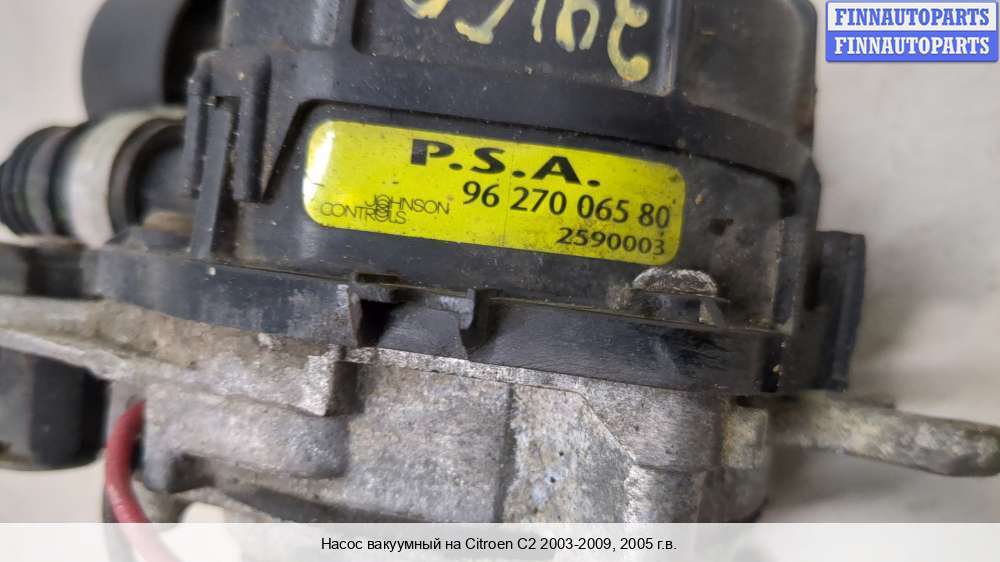 FINNAUTOPARTS
FINNAUTOPARTS
P.S.A.
96 270 065 80
JOHNSON
CONTROLS
2590003
Насос вакуумный на Citroen C2 2003-2009, 2005 г.в.